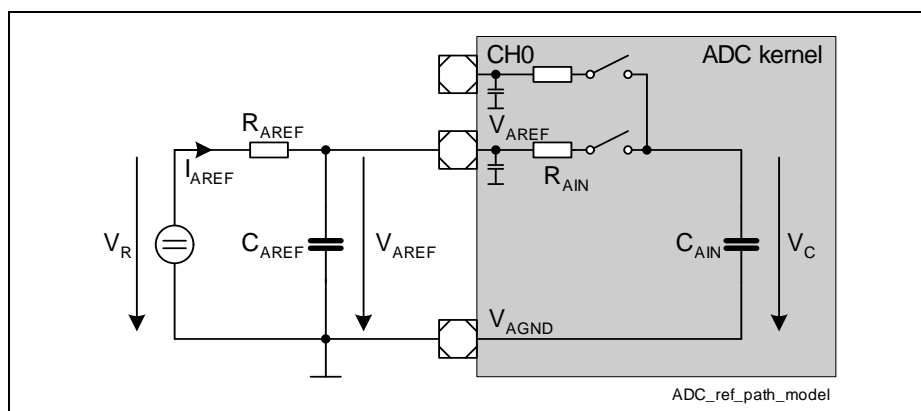 CH0 ADC kernel
R_AREF
V_AREF
I_AREF
R_AIN
V_R
C_AREF
V_AREF
C_AIN
V_C
V_AGND
ADC_ref_path_model